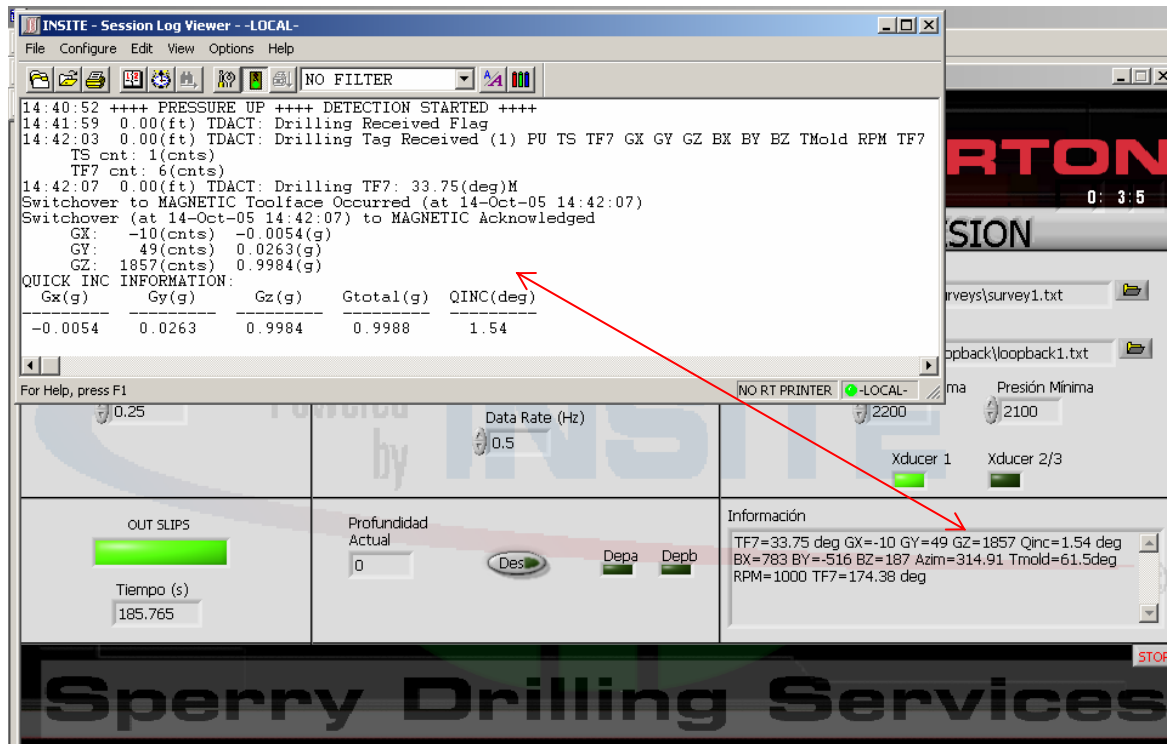 INSITE - Session Log Viewer - -LOCAL-
File Configure Edit View Options Help
NO FILTER
14:40:52 ++++ PRESSURE UP ++++ DETECTION STARTED ++++
14:41:59 0.00(ft) TDACT: Drilling Received Flag
14:42:03 0.00(ft) TDACT: Drilling Tag Received (1) PU TS TF7 GX GY GZ BX BY BZ TMold RPM TF7
TS cnt: 1(cnts)
TF7 cnt: 6(cnts)
14:42:07 0.00(ft) TDACT: Drilling TF7: 33.75(deg)M
Switchover to MAGNETIC Toolface Occurred (at 14-Oct-05 14:42:07)
Switchover (at 14-Oct-05 14:42:07) to MAGNETIC Acknowledged
GX: -10(cnts) -0.0054(g)
GY: 49(cnts) 0.0263(g)
GZ: 1857(cnts) 0.9984(g)
QUICK INC INFORMATION:
Gx(g) Gy(g) Gz(g) Gtotal(g) QINC(deg)
--------- --------- --------- --------- ---------
-0.0054 0.0263 0.9984 0.9988 1.54
For Help, press F1
NO RT PRINTER -LOCAL-
RTON
0: 3:5
SION
rveys\survey1.txt
opback\loopback1.txt
ma Presión Mínima
0.25
Powered
by
INSITE
Data Rate (Hz)
0.5
2200 2100
Xducer 1 Xducer 2/3
OUT SLIPS
Tiempo (s)
185.765
Profundidad
Actual
0
Des
Depa Depb
Información
TF7=33.75 deg GX=-10 GY=49 GZ=1857 Qinc=1.54 deg
BX=783 BY=-516 BZ=187 Azim=314.91 Tmold=61.5deg
RPM=1000 TF7=174.38 deg
STOP
Sperry Drilling Services